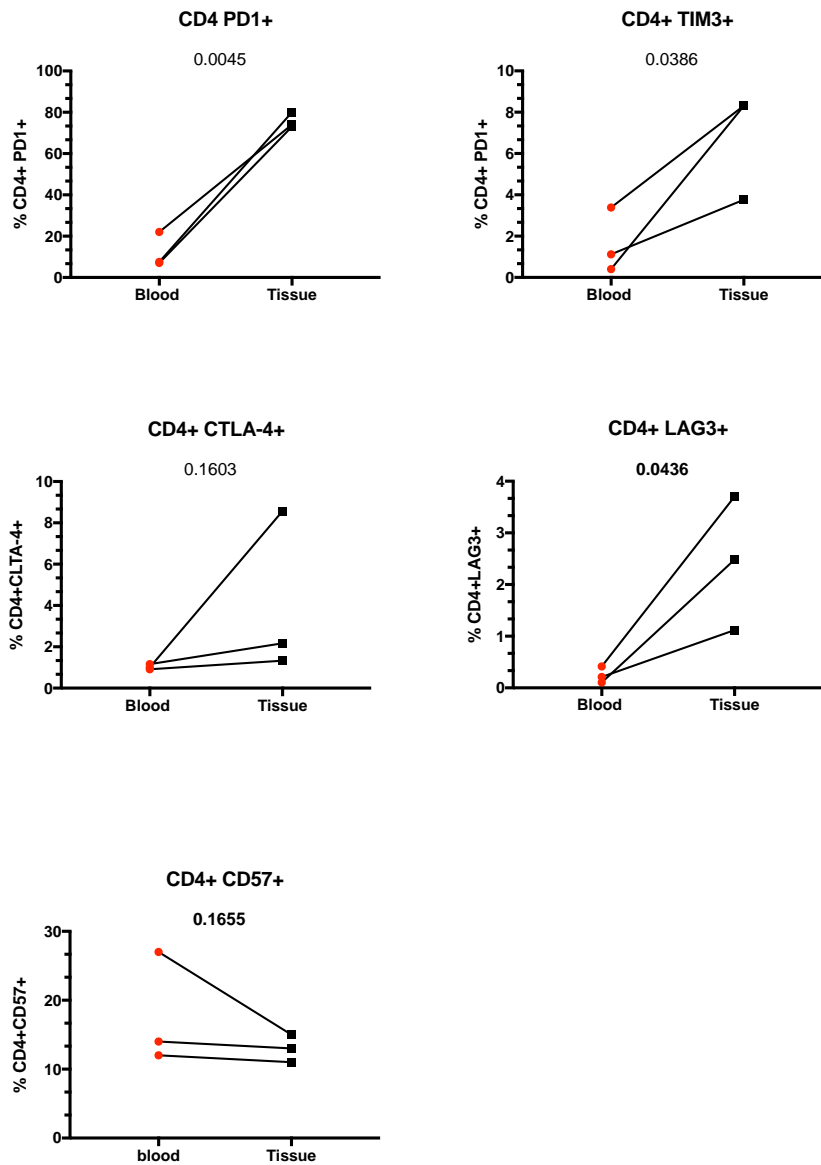 CD4 PD1+
0.0045
% CD4+ PD1+
100
80
60
40
20
0
Blood Tissue
CD4+ TIM3+
0.0386
% CD4+ PD1+
10
8
6
4
2
0
Blood Tissue
CD4+ CTLA-4+
0.1603
% CD4+CLTA-4+
10
8
6
4
2
0
Blood Tissue
CD4+ LAG3+
0.0436
% CD4+LAG3+
4
3
2
1
0
Blood Tissue
CD4+ CD57+
0.1655
% CD4+CD57+
30
20
10
0
blood Tissue